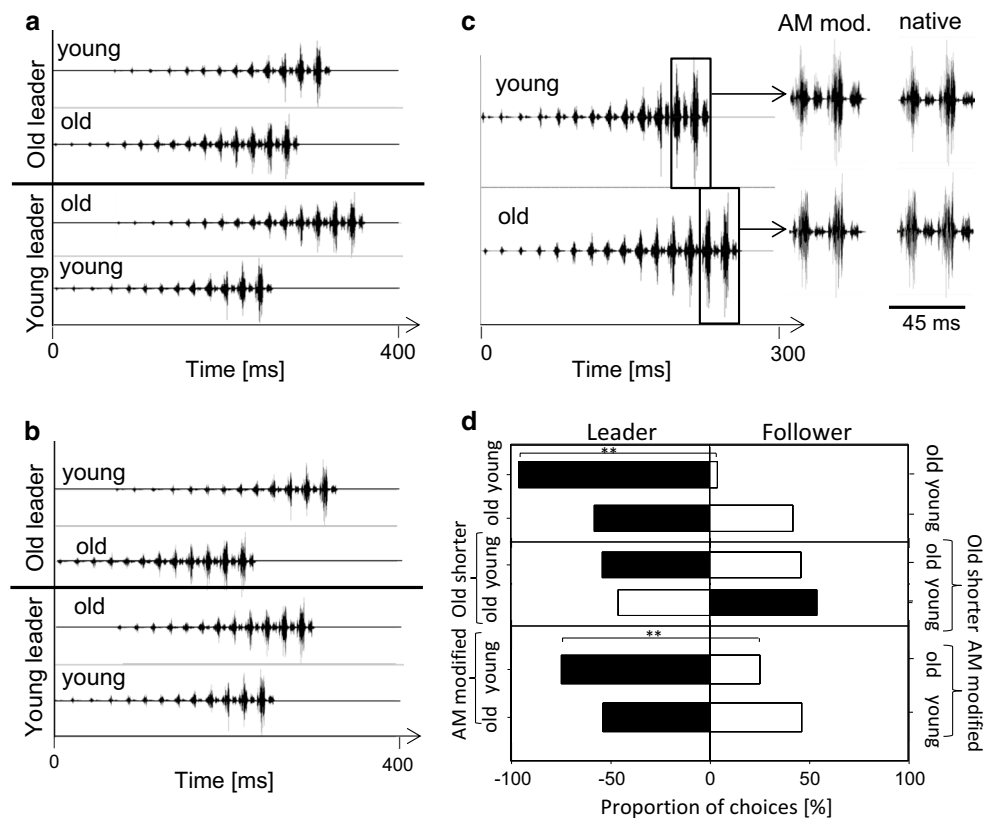 a
Old leader
young
old
Young leader
old
young
0
400
Time [ms]
b
Old leader
young
old
Young leader
old
young
0
400
Time [ms]
c
AM mod.
native
young
old
45 ms
0
300
Time [ms]
d
Leader
Follower
**
old young
old young
old young
old young
Old shorter
Old shorter
**
old young
old young
AM modified
AM modified
-100
-50
0
50
100
Proportion of choices [%]